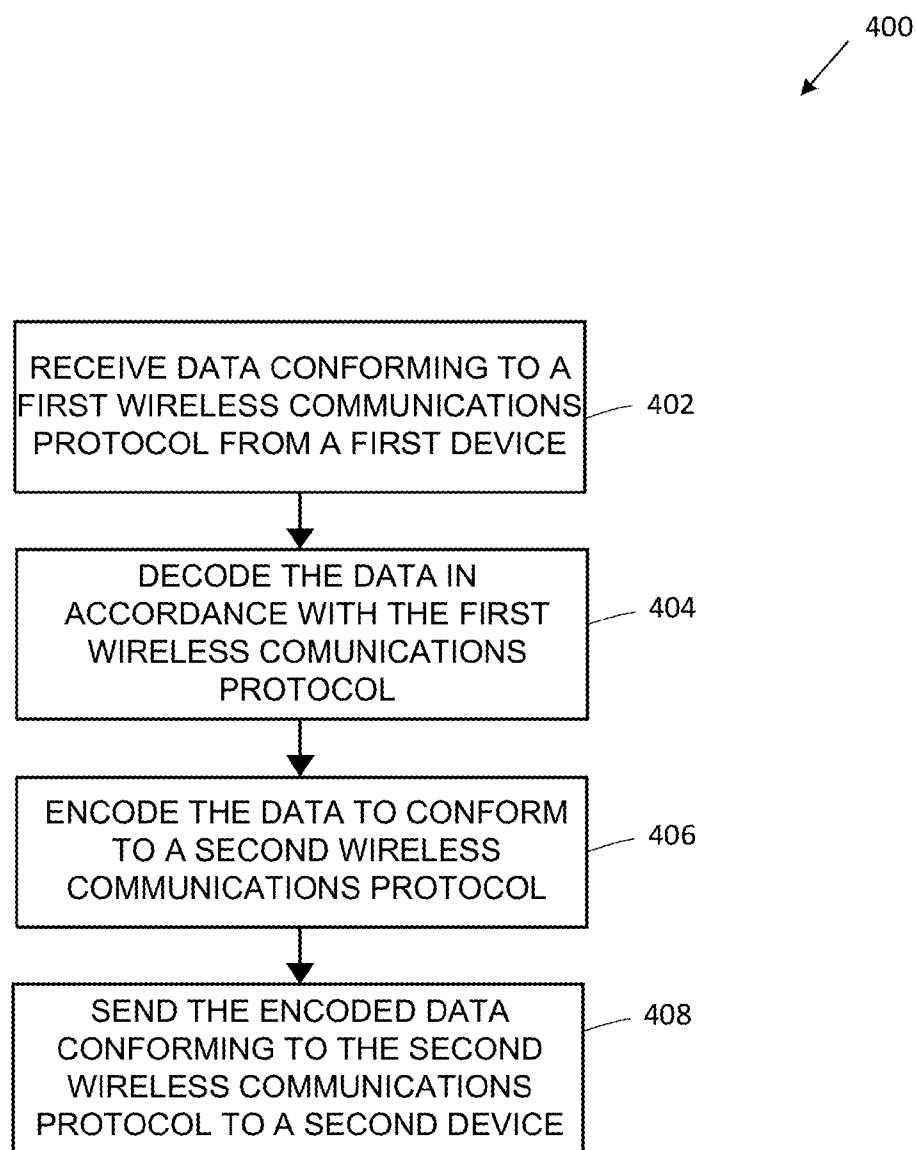 400
RECEIVE DATA CONFORMING TO A
FIRST WIRELESS COMMUNICATIONS
PROTOCOL FROM A FIRST DEVICE
402
DECODE THE DATA IN
ACCORDANCE WITH THE FIRST
WIRELESS COMUNICATIONS
PROTOCOL
404
ENCODE THE DATA TO CONFORM
TO A SECOND WIRELESS
COMMUNICATIONS PROTOCOL
406
SEND THE ENCODED DATA
CONFORMING TO THE SECOND
WIRELESS COMMUNICATIONS
PROTOCOL TO A SECOND DEVICE
408